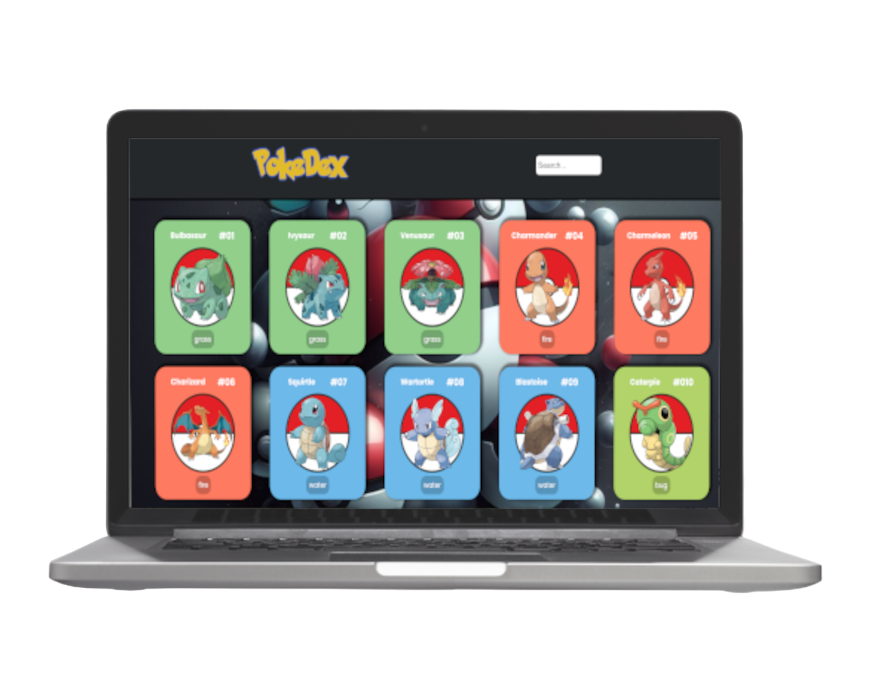 PokeDex
Search...
Bulbasaur #01
grass
Ivysaur #02
grass
Venusaur #03
grass
Charmander #04
fire
Charmeleon #05
fire
Charizard #06
fire
Squirtle #07
water
Wartortle #08
water
Blastoise #09
water
Caterpie #010
bug